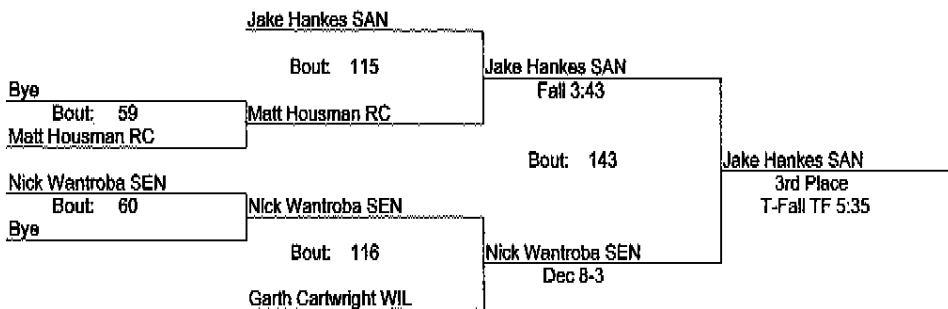 Jake Hankes SAN
Bout: 115
Jake Hankes SAN
Fall 3:43
Bye
Bout: 59
Matt Housman RC
Matt Housman RC
Bout: 143
Jake Hankes SAN
3rd Place
T-Fall TF 5:35
Nick Wantroba SEN
Bout: 60
Nick Wantroba SEN
Bye
Bout: 116
Nick Wantroba SEN
Dec 8-3
Garth Cartwright WIL